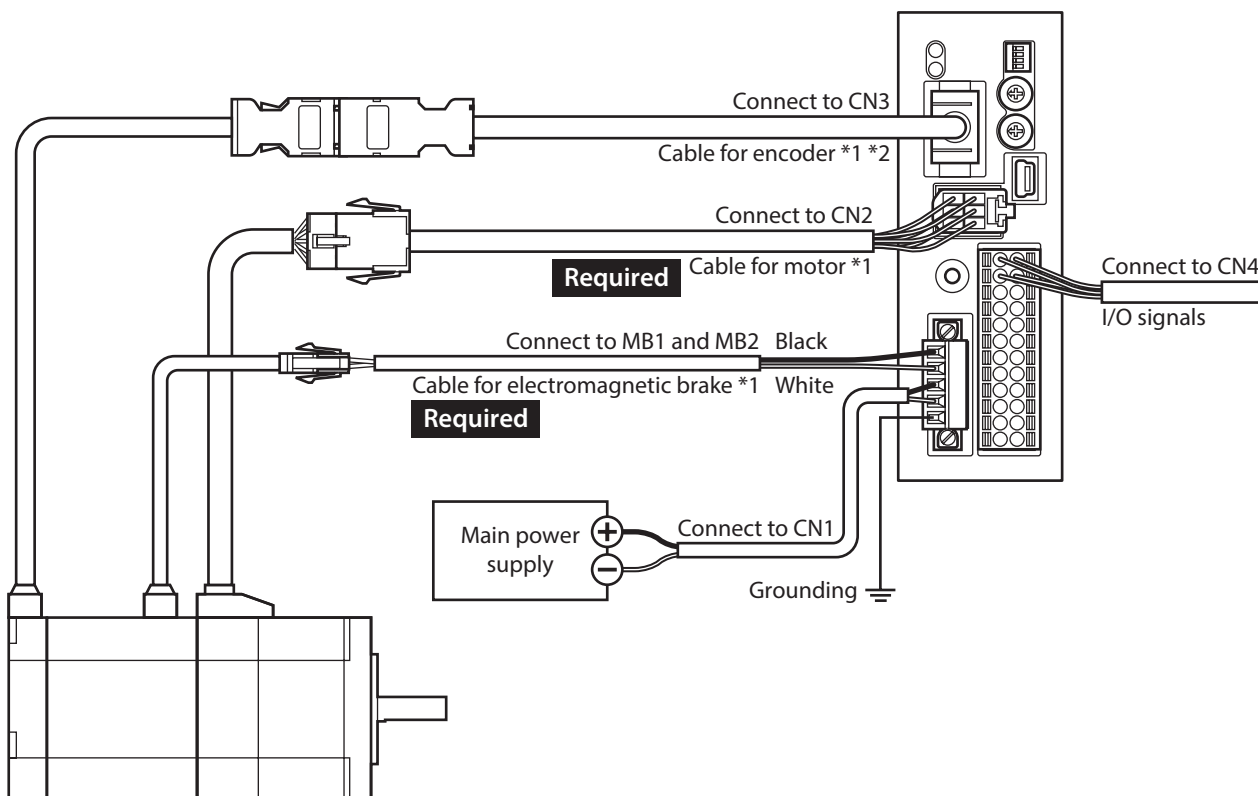 Connect to CN3
Cable for encoder *1 *2
Connect to CN2
Required Cable for motor *1
Connect to CN4
I/O signals
Connect to MB1 and MB2 Black
Cable for electromagnetic brake *1 White
Required
Main power
supply
+
−
Connect to CN1
Grounding